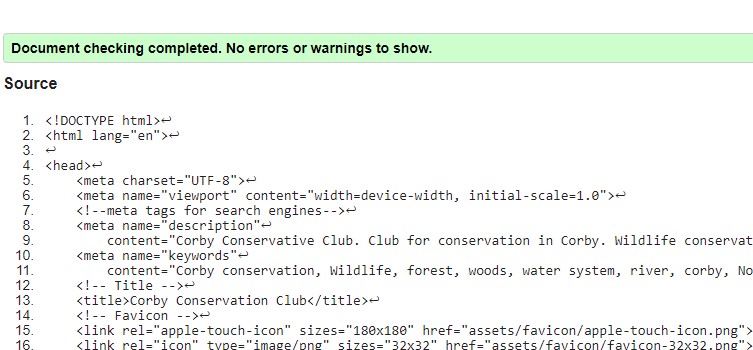 Document checking completed. No errors or warnings to show.
Source
1. <!DOCTYPE html>↩
2. <html lang="en">↩
3. ↩
4. <head>↩
5. <meta charset="UTF-8">↩
6. <meta name="viewport" content="width=device-width, initial-scale=1.0">↩
7. <!--meta tags for search engines-->↩
8. <meta name="description"↩
9. content="Corby Conservative Club. Club for conservation in Corby. Wildlife conservat
10. <meta name="keywords"↩
11. content="Corby conservation, Wildlife, forest, woods, water system, river, corby, No
12. <!-- Title -->↩
13. <title>Corby Conservation Club</title>↩
14. <!-- Favicon -->↩
15. <link rel="apple-touch-icon" sizes="180x180" href="assets/favicon/apple-touch-icon.png">
16. <link rel="icon" type="image/png" sizes="32x32" href="assets/favicon/favicon-32x32.png">